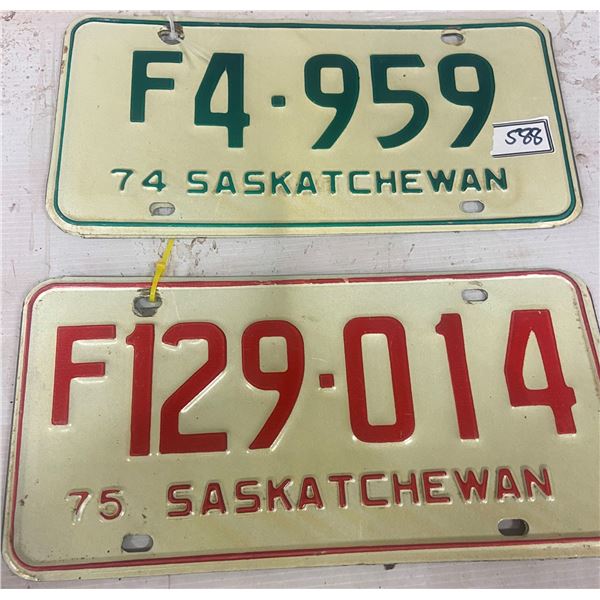 F4·959
588
74 SASKATCHEWAN
F129·014
75 SASKATCHEWAN